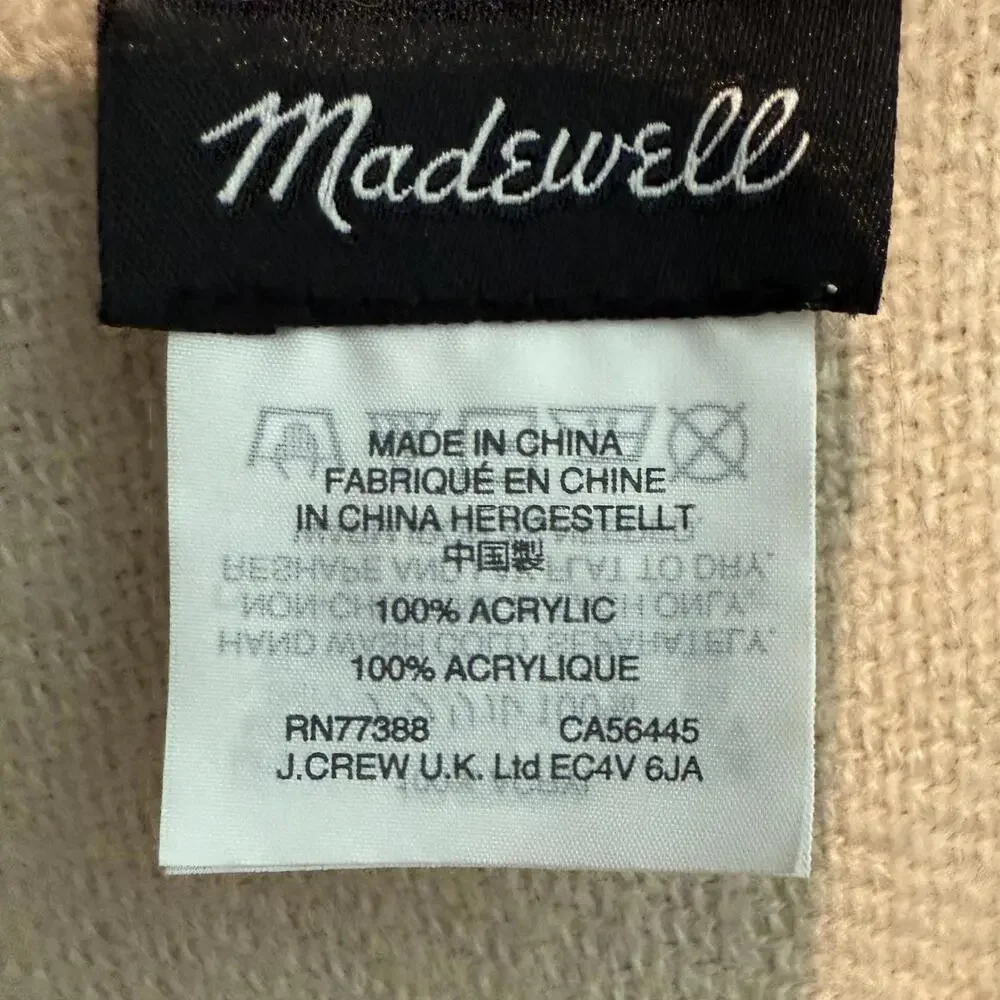 Madewell
MADE IN CHINA
FABRIQUÉ EN CHINE
IN CHINA HERGESTELLT
中国製
100% ACRYLIC
100% ACRYLIQUE
RN77388 CA56445
J.CREW U.K. Ltd EC4V 6JA